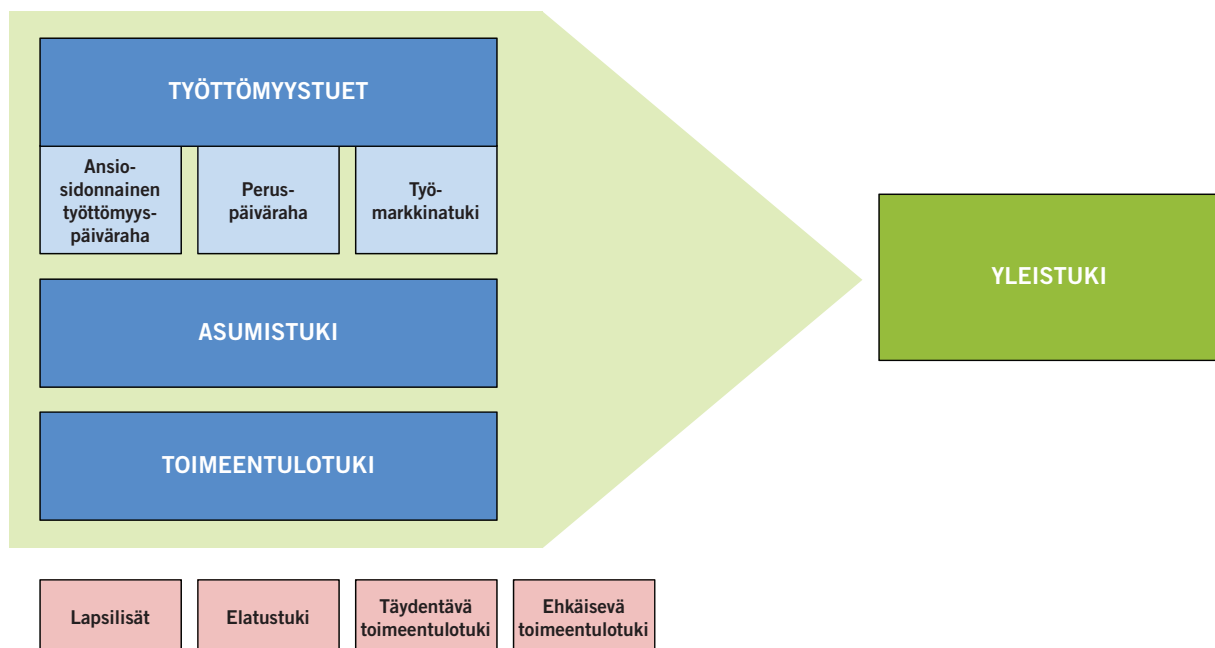 TYÖTTÖMYYSTUET
Ansio-
sidonnainen
työttömyys-
päiväraha
Perus-
päiväraha
Työ-
markkinatuki
ASUMISTUKI
TOIMEENTULOTUKI
YLEISTUKI
Lapsilisät
Elatustuki
Täydentävä
toimeentulotuki
Ehkäisevä
toimeentulotuki